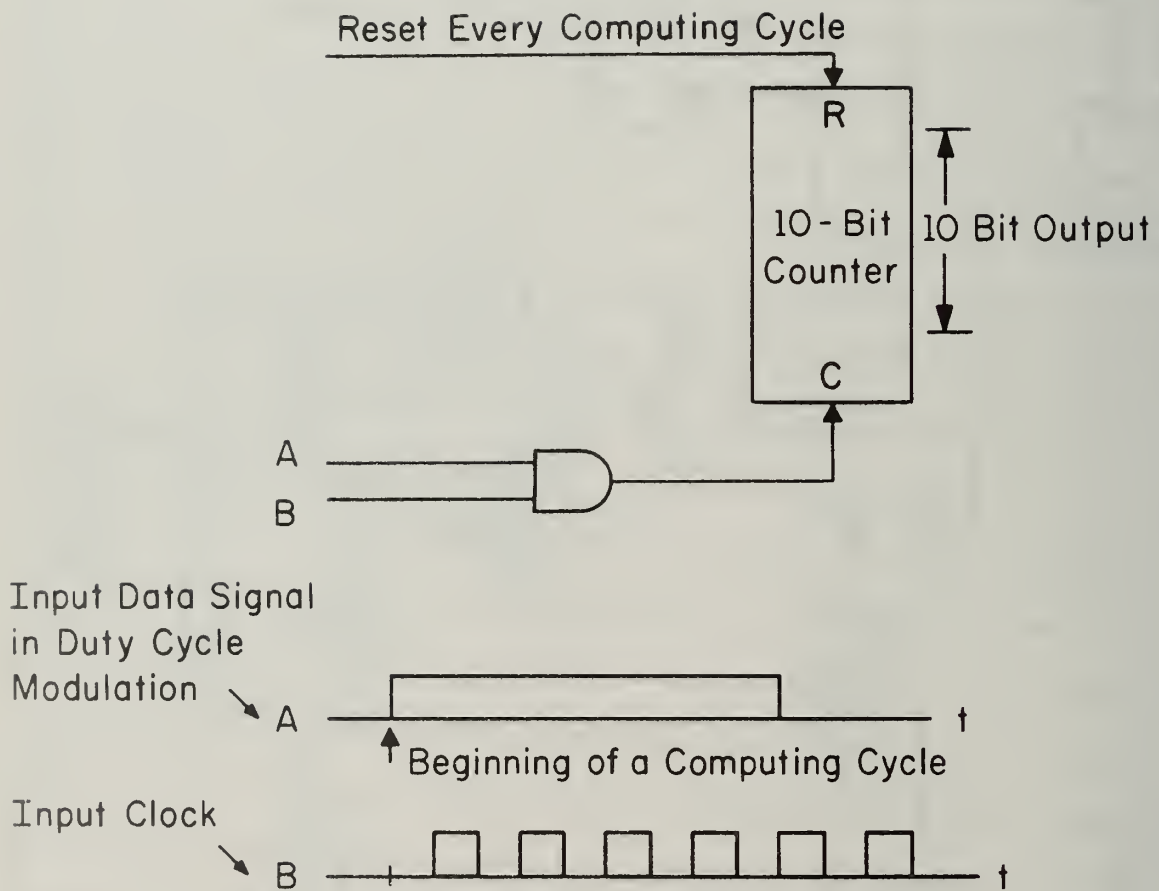 Reset Every Computing Cycle
R
10-Bit
Counter
10 Bit Output
C
A
B
Input Data Signal
in Duty Cycle
Modulation
A
t
Beginning of a Computing Cycle
Input Clock
B
t